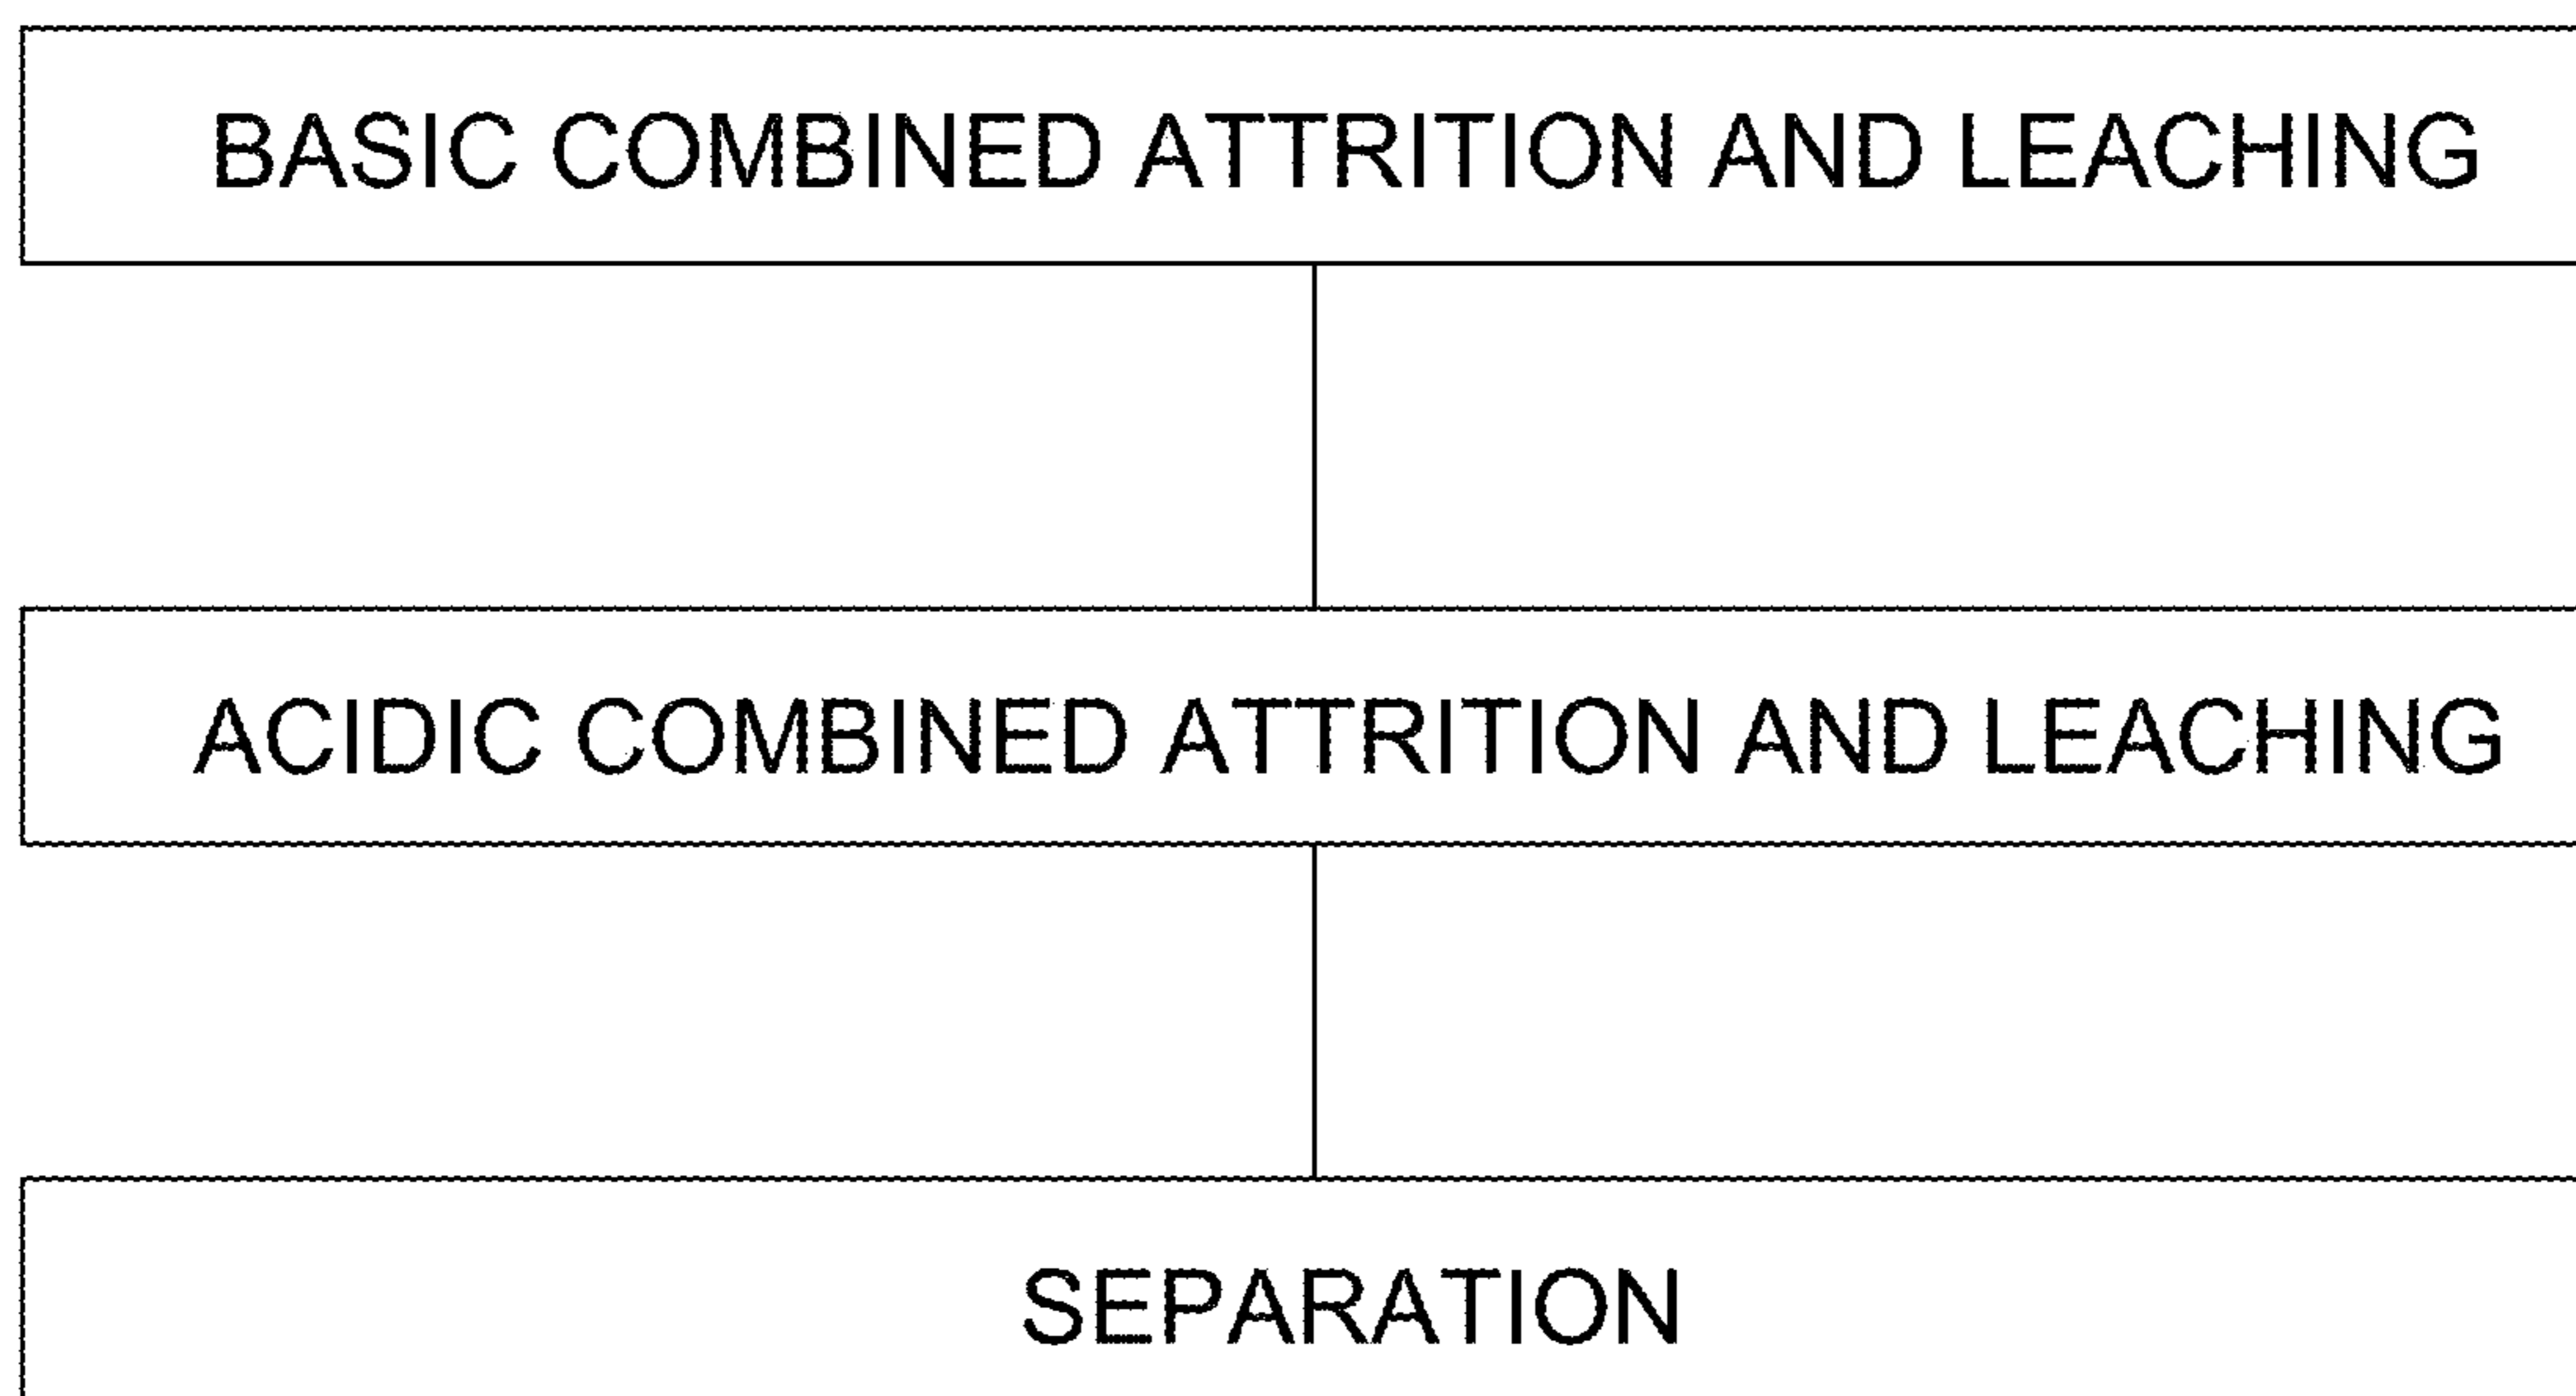 BASIC COMBINED ATTRITION AND LEACHING
ACIDIC COMBINED ATTRITION AND LEACHING
SEPARATION